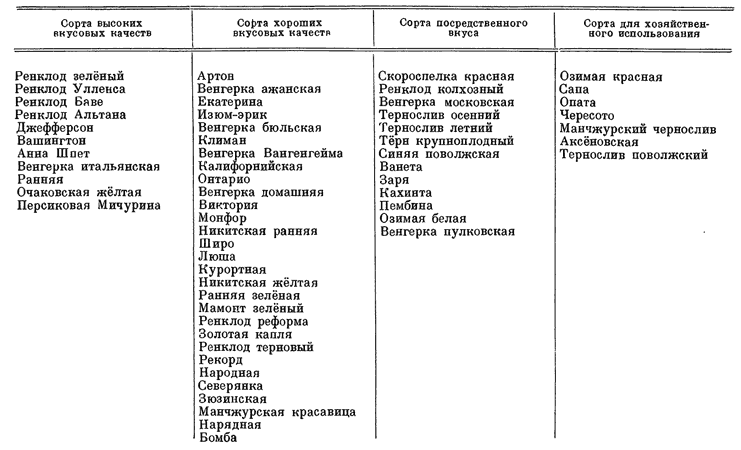 Сорта высоких
вкусовых качеств
Сорта хороших
вкусовых качеств
Сорта посредственного
вкуса
Сорта для хозяйствен-
ного использования
Ренклод зелёный
Ренклод Улленса
Ренклод Баве
Ренклод Альтана
Джефферсон
Вашингтон
Анна Шпет
Венгерка итальянская
Ранняя
Очаковская жёлтая
Персиковая Мичурина
Артон
Венгерка ажанская
Екатерина
Изюм-эрик
Венгерка бюльская
Климан
Венгерка Вангенгейма
Калифорнийская
Онтарио
Венгерка домашняя
Виктория
Монфор
Никитская ранняя
Широ
Люша
Курортная
Никитская жёлтая
Ранняя зелёная
Мамонт зелёный
Ренклод реформа
Золотая капля
Ренклод терновый
Рекорд
Народная
Северянка
Зюзинская
Манчжурская красавица
Нарядная
Бомба
Скороспелка красная
Ренклод колхозный
Венгерка московская
Тернослив осенний
Тернослив летний
Тёрн крупноплодный
Синяя поволжская
Ванета
Заря
Кахинта
Пембина
Озимая белая
Венгерка пулковская
Озимая красная
Сапа
Опата
Чересото
Манчжурский чернослив
Аксёновская
Тернослив поволжский